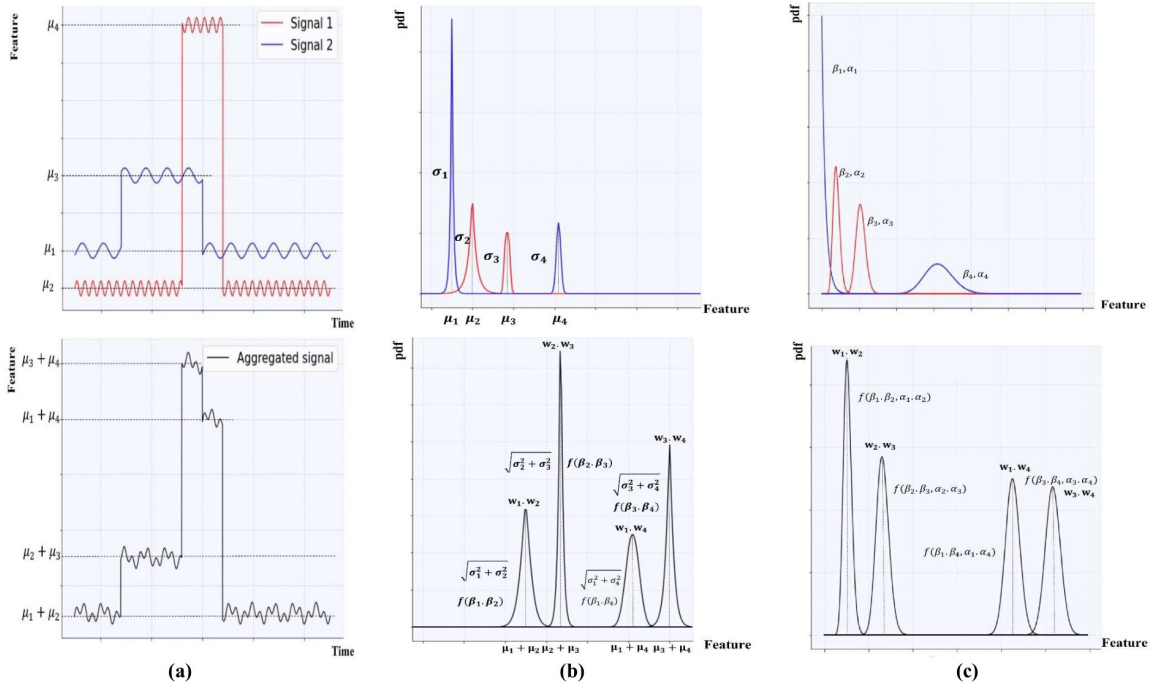 Feature
μ₄
Signal 1
Signal 2
μ₃
μ₁
μ₂
Time
pdf
σ₁
σ₂
σ₃
σ₄
μ₁ μ₂ μ₃ μ₄
Feature
pdf
β₁, α₁
β₂, α₂
β₃, α₃
β₄, α₄
Feature
Feature
μ₃ + μ₄
Aggregated signal
μ₁ + μ₄
μ₂ + μ₃
μ₁ + μ₂
Time
pdf
w₂. w₃
w₃. w₄
√σ₂² + σ₃² f(β₂. β₃)
√σ₃² + σ₄²
f(β₃. β₄)
w₁. w₂
w₁. w₄
√σ₁² + σ₂²
f(β₁. β₂)
√σ₁² + σ₄²
f(β₁. β₄)
μ₁ + μ₂ μ₂ + μ₃ μ₁ + μ₄ μ₃ + μ₄
Feature
pdf
w₁. w₂
f(β₁. β₂, α₁. α₂)
w₂. w₃
f(β₂. β₃, α₂. α₃)
w₁. w₄
f(β₃. β₄, α₃. α₄)
w₃. w₄
f(β₁. β₄, α₁. α₄)
Feature
(a)
(b)
(c)